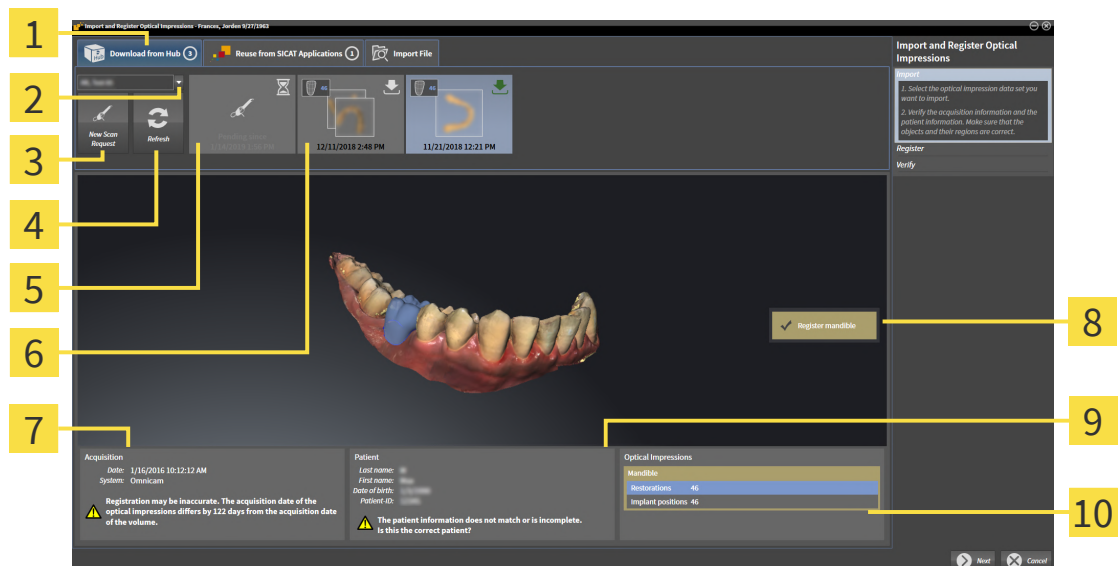 Import and Register Optical Impressions - Frances, Jorden 9/27/1963
1
Download from Hub 3
Reuse from SICAT Applications 1
Import File
2
3
New Scan
Request
Refresh
4
5
46
12/11/2018 2:48 PM
6
46
11/21/2018 12:21 PM
Import and Register Optical
Impressions
Import
1. Select the optical impression data set you
want to import.
2. Verify the acquisition information and the
patient information. Make sure that the
objects and their regions are correct.
Register
Verify
Register mandible
8
7
Acquisition
Date: 1/16/2016 10:12:12 AM
System: Omnicam
Registration may be inaccurate. The acquisition date of the
optical impressions differs by 122 days from the acquisition date
of the volume.
Patient
Last name:
First name:
Date of birth:
Patient-ID:
The patient information does not match or is incomplete.
Is this the correct patient?
9
Optical Impressions
Mandible
Restorations 46
Implant positions 46
10
Next
Cancel